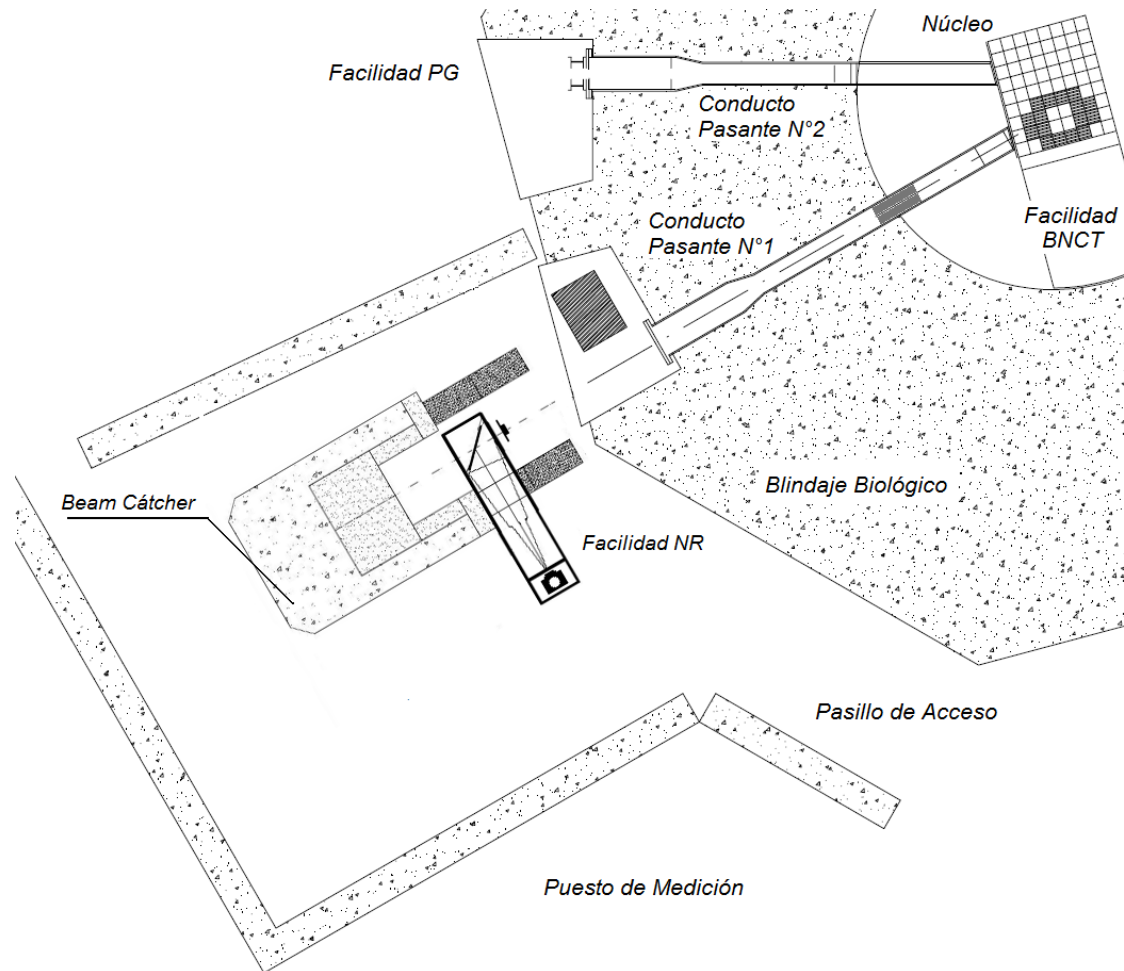 Núcleo
Facilidad PG
Conducto
Pasante N°2
Conducto
Pasante N°1
Facilidad
BNCT
Blindaje Biológico
Beam Cátcher
Facilidad NR
Pasillo de Acceso
Puesto de Medición